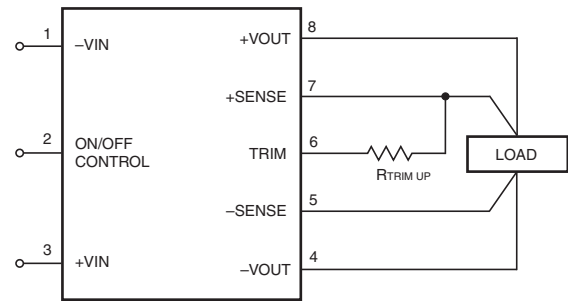 1
–VIN
2
ON/OFF
CONTROL
3
+VIN
+VOUT
8
+SENSE
7
TRIM
6
RTRIM UP
LOAD
–SENSE
5
–VOUT
4